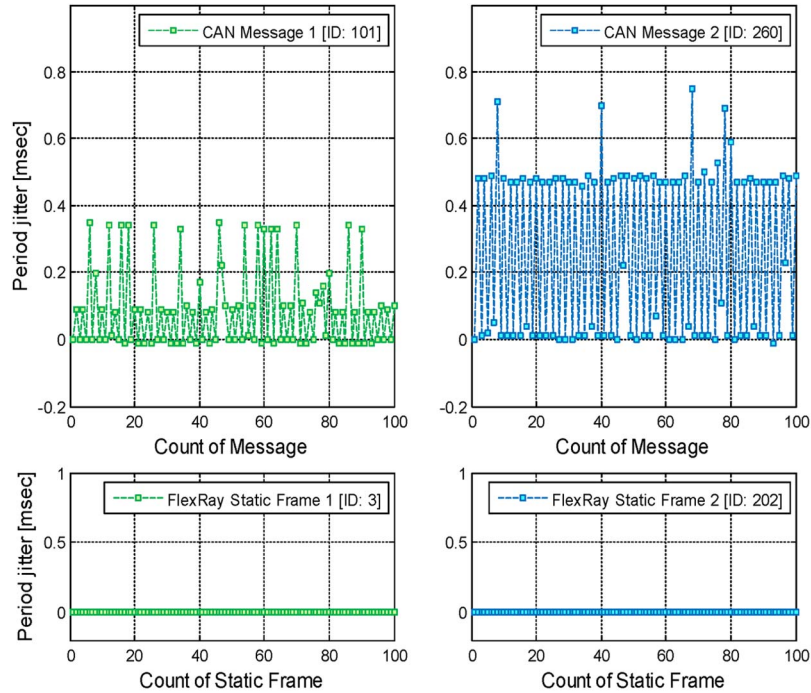 CAN Message 1 [ID: 101]
0.8
0.6
0.4
0.2
0
-0.2
Period jitter [msec]
0 20 40 60 80 100
Count of Message
CAN Message 2 [ID: 260]
0.8
0.6
0.4
0.2
0
-0.2
0 20 40 60 80 100
Count of Message
FlexRay Static Frame 1 [ID: 3]
1
0.5
0
Period jitter [msec]
0 20 40 60 80 100
Count of Static Frame
FlexRay Static Frame 2 [ID: 202]
1
0.5
0
0 20 40 60 80 100
Count of Static Frame